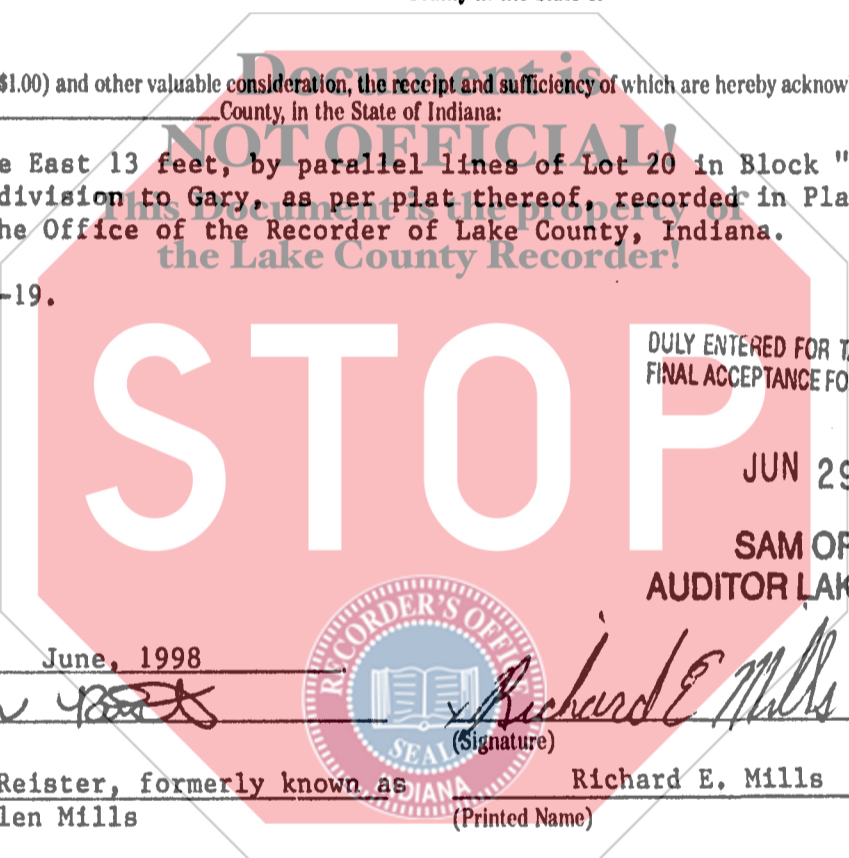 $1.00) and other valuable consideration, the receipt and sufficiency of which are hereby acknow
County, in the State of Indiana:
e East 13 feet, by parallel lines of Lot 20 in Block "
division to Gary, as per plat thereof, recorded in Pla
he Office of the Recorder of Lake County, Indiana.
-19.
Document is
NOT OFFICIAL!
This Document is the property of
the Lake County Recorder!
STOP
DULY ENTERED FOR T
FINAL ACCEPTANCE FO
JUN 29
SAM OR
AUDITOR LAK
RECORDER'S OFFICE
SEAL
INDIANA
June, 1998
Richard E Mills
(Signature)
Reister, formerly known as
len Mills
Richard E. Mills
(Printed Name)